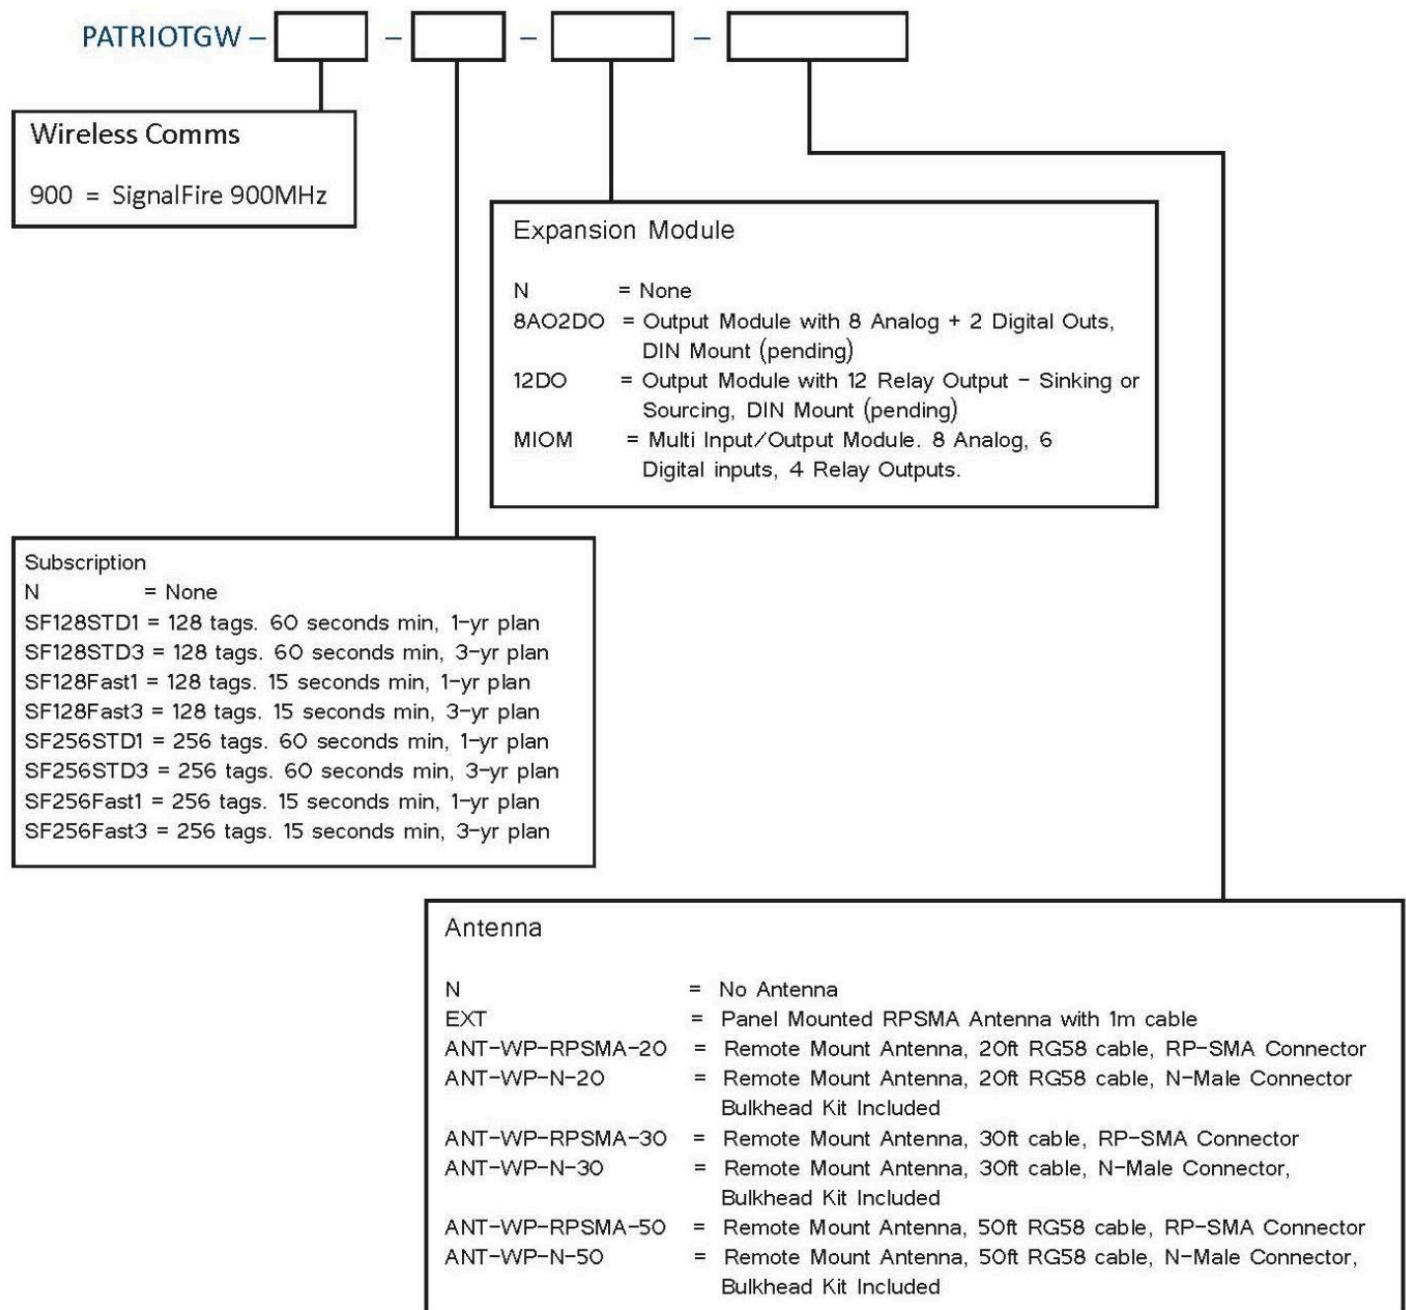 PATRIOTGW – – – –
Wireless Comms
900 = SignalFire 900MHz
Expansion Module
N = None
8AO2DO = Output Module with 8 Analog + 2 Digital Outs,
DIN Mount (pending)
12DO = Output Module with 12 Relay Output – Sinking or
Sourcing, DIN Mount (pending)
MIOM = Multi Input/Output Module. 8 Analog, 6
Digital inputs, 4 Relay Outputs.
Subscription
N = None
SF128STD1 = 128 tags. 60 seconds min, 1-yr plan
SF128STD3 = 128 tags. 60 seconds min, 3-yr plan
SF128Fast1 = 128 tags. 15 seconds min, 1-yr plan
SF128Fast3 = 128 tags. 15 seconds min, 3-yr plan
SF256STD1 = 256 tags. 60 seconds min, 1-yr plan
SF256STD3 = 256 tags. 60 seconds min, 3-yr plan
SF256Fast1 = 256 tags. 15 seconds min, 1-yr plan
SF256Fast3 = 256 tags. 15 seconds min, 3-yr plan
Antenna
N = No Antenna
EXT = Panel Mounted RPSMA Antenna with 1m cable
ANT-WP-RPSMA-20 = Remote Mount Antenna, 20ft RG58 cable, RP-SMA Connector
ANT-WP-N-20 = Remote Mount Antenna, 20ft RG58 cable, N-Male Connector
Bulkhead Kit Included
ANT-WP-RPSMA-30 = Remote Mount Antenna, 30ft cable, RP-SMA Connector
ANT-WP-N-30 = Remote Mount Antenna, 30ft cable, N-Male Connector,
Bulkhead Kit Included
ANT-WP-RPSMA-50 = Remote Mount Antenna, 50ft RG58 cable, RP-SMA Connector
ANT-WP-N-50 = Remote Mount Antenna, 50ft RG58 cable, N-Male Connector,
Bulkhead Kit Included